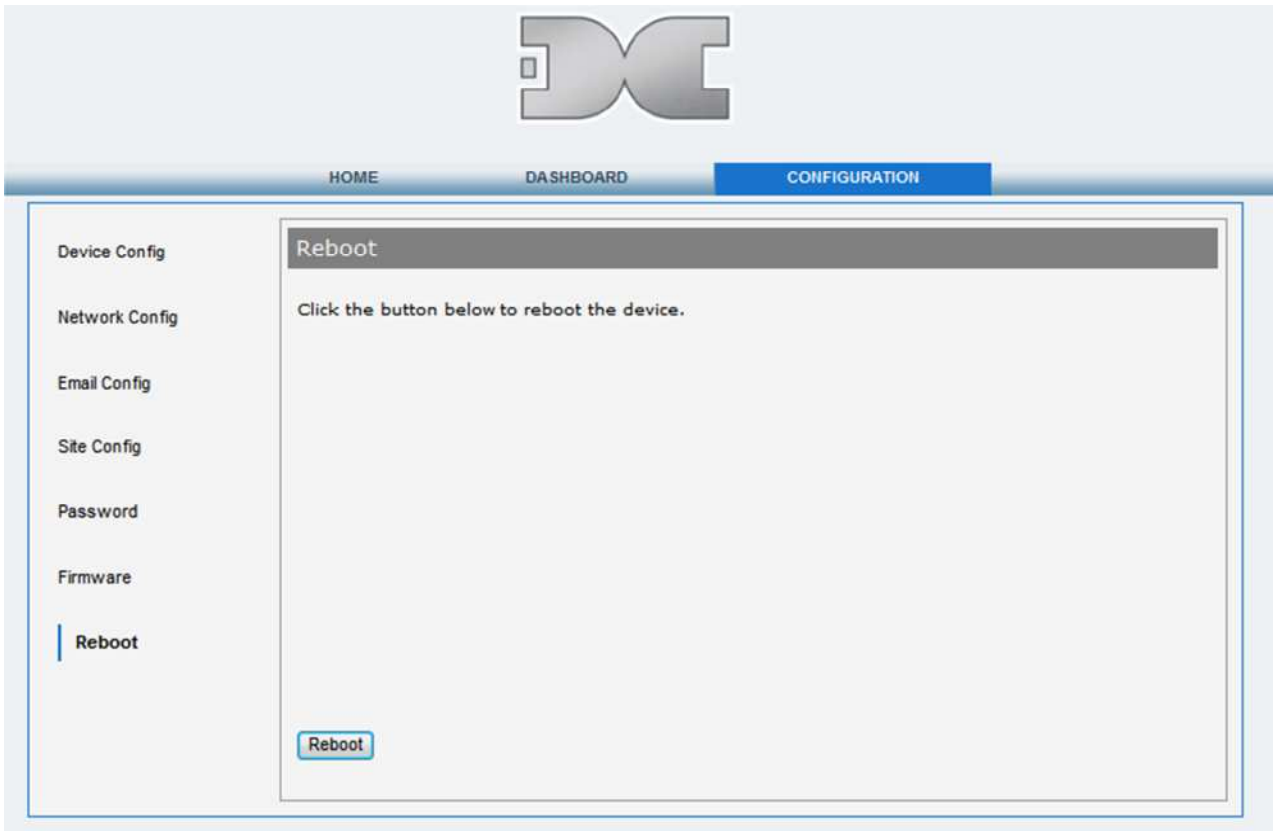 HOME DASHBOARD CONFIGURATION
Device Config
Network Config
Email Config
Site Config
Password
Firmware
Reboot
Reboot
Click the button below to reboot the device.
Reboot